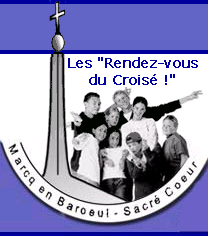 Les "Rendez-vous
du Croisé !"
Marcq en Baroeul - Sacré Coeur